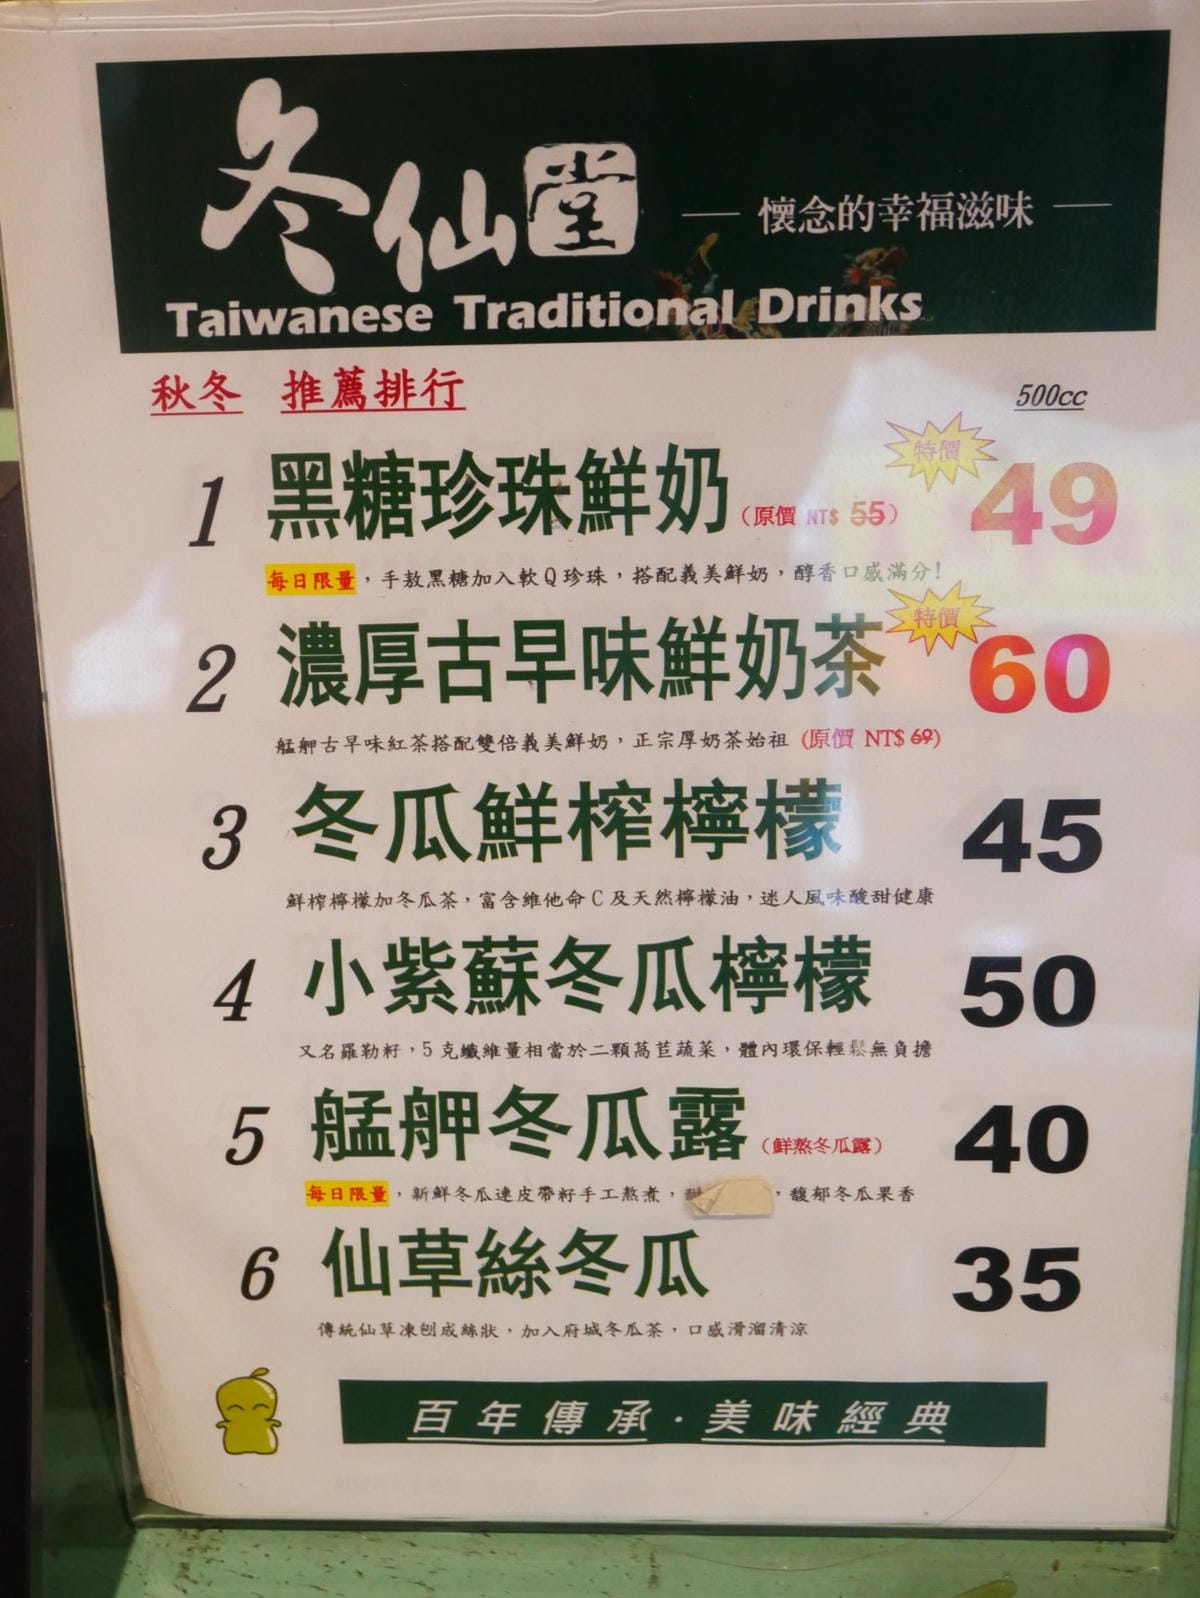 冬仙堂
— 懷念的幸福滋味 —
Taiwanese Traditional Drinks
秋冬 推薦排行
500cc
1 黑糖珍珠鮮奶 (原價 NT$ 55) 特價 49
每日限量，手敖黑糖加入軟Q珍珠，搭配義美鮮奶，醇香口感滿分!
2 濃厚古早味鮮奶茶 特價 60
艋舺古早味紅茶搭配雙倍義美鮮奶，正宗厚奶茶始祖 (原價 NT$ 69)
3 冬瓜鮮榨檸檬 45
鮮榨檸檬加冬瓜茶，富含維他命C及天然檸檬油，迷人風味酸甜健康
4 小紫蘇冬瓜檸檬 50
又名羅勒籽，5克纖維量相當於二顆萵苣蔬菜，體內環保輕鬆無負擔
5 艋舺冬瓜露 (鮮熬冬瓜露) 40
每日限量，新鮮冬瓜連皮帶籽手工熬煮，，馥郁冬瓜果香
6 仙草絲冬瓜 35
傳統仙草凍刨成絲狀，加入府城冬瓜茶，口感滑溜清涼
百年傳承·美味經典